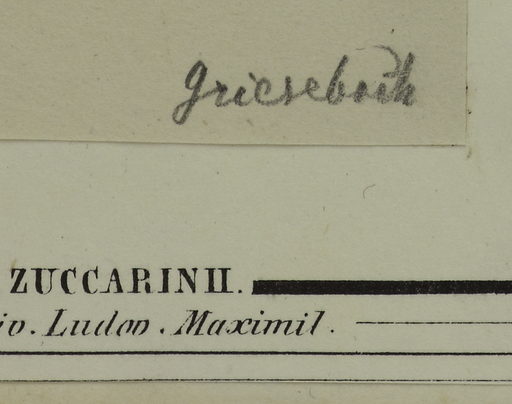 Griesebach
ZUCCARINII.
iv. Ludov. Maximil.